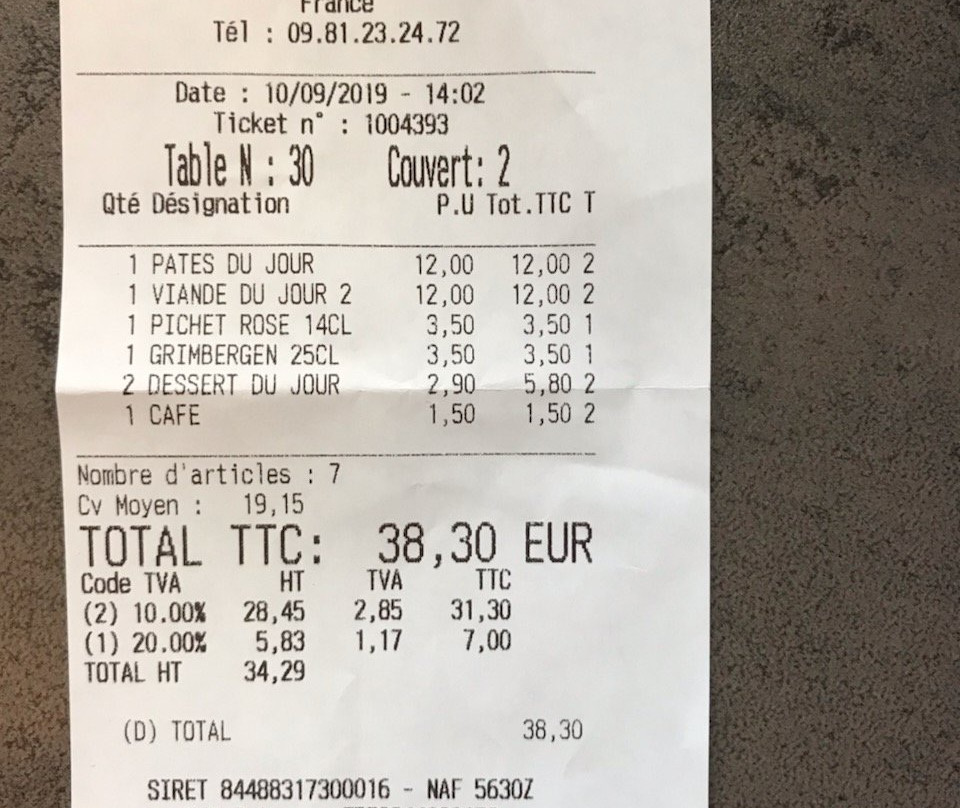 France
Tél : 09.81.23.24.72
Date : 10/09/2019 - 14:02
Ticket n° : 1004393
Table N : 30 Couvert: 2
Qté Désignation P.U Tot.TTC T
1 PATES DU JOUR 12,00 12,00 2
1 VIANDE DU JOUR 2 12,00 12,00 2
1 PICHET ROSE 14CL 3,50 3,50 1
1 GRIMBERGEN 25CL 3,50 3,50 1
2 DESSERT DU JOUR 2,90 5,80 2
1 CAFE 1,50 1,50 2
Nombre d'articles : 7
Cv Moyen : 19,15
TOTAL TTC: 38,30 EUR
Code TVA HT TVA TTC
(2) 10.00% 28,45 2,85 31,30
(1) 20.00% 5,83 1,17 7,00
TOTAL HT 34,29
(D) TOTAL 38,30
SIRET 84488317300016 - NAF 5630Z